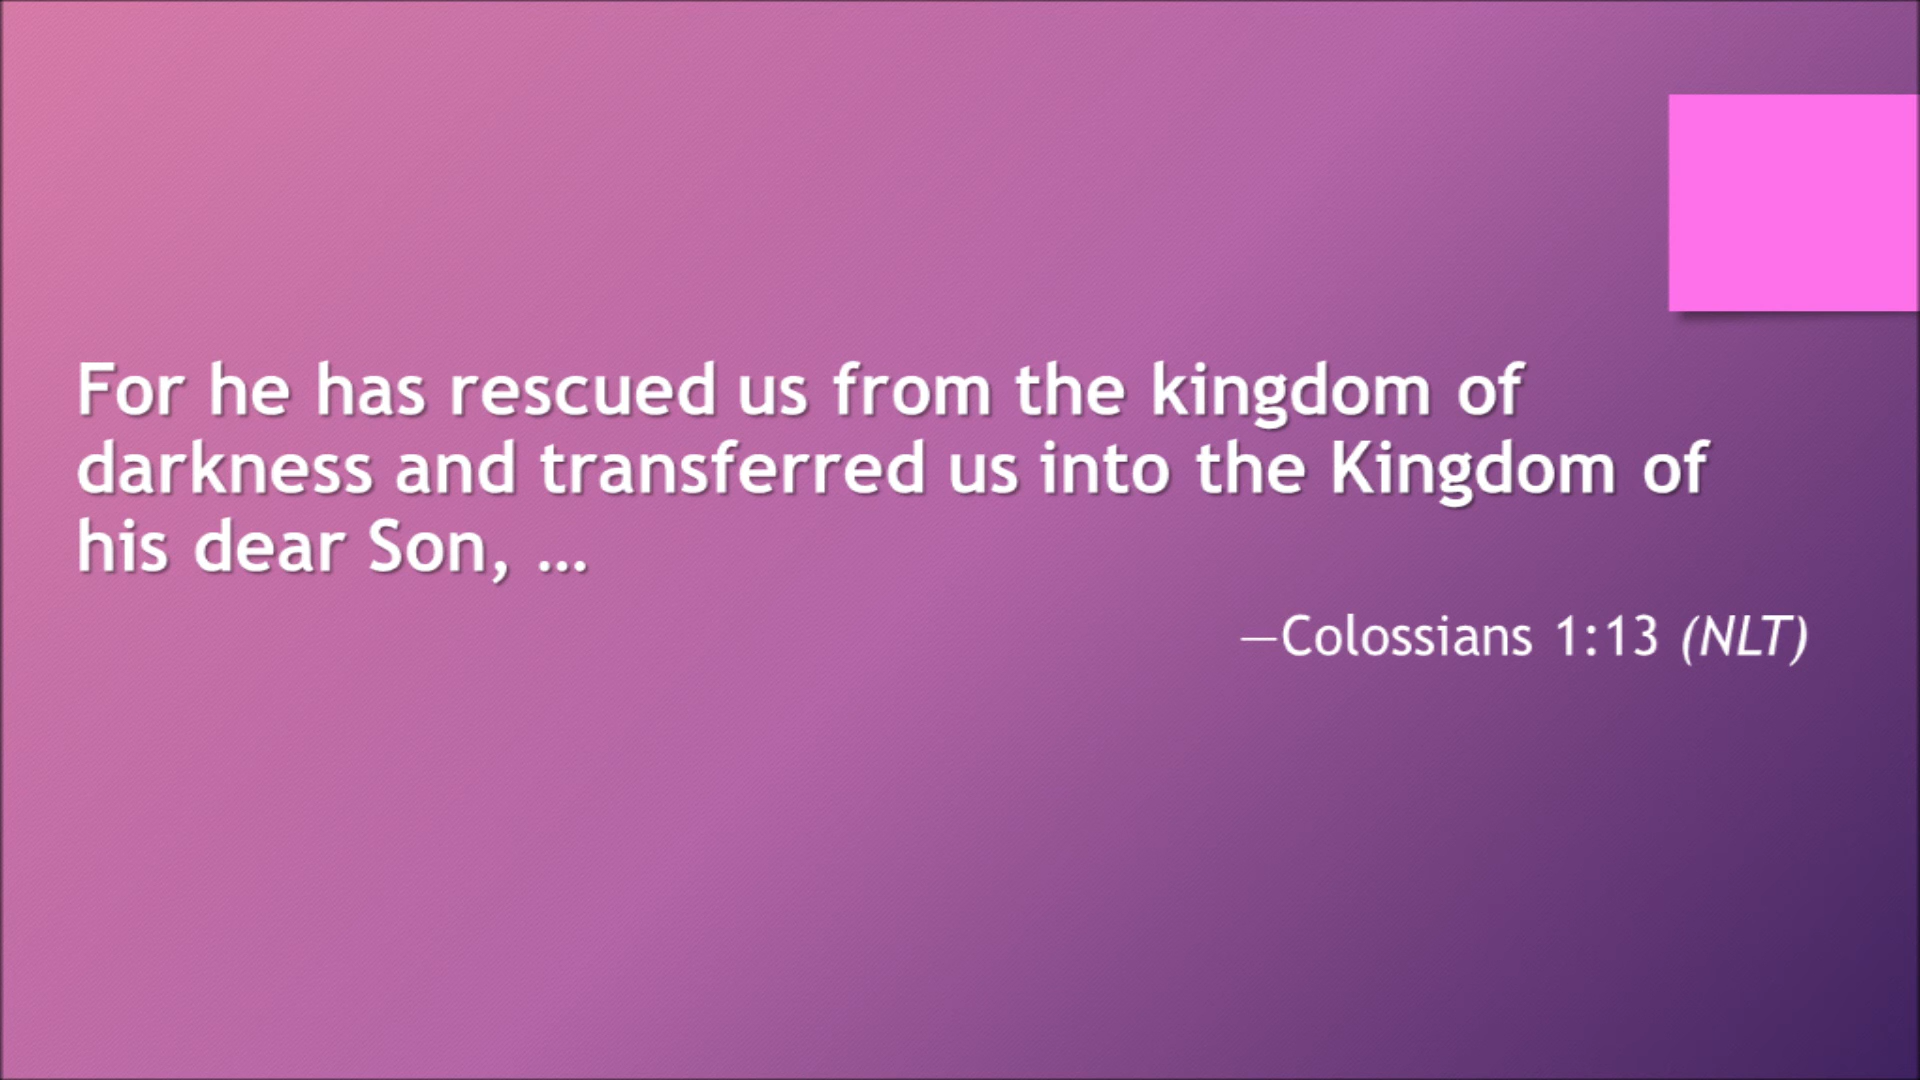 For he has rescued us from the kingdom of
darkness and transferred us into the Kingdom of
his dear Son, …
—Colossians 1:13 (NLT)